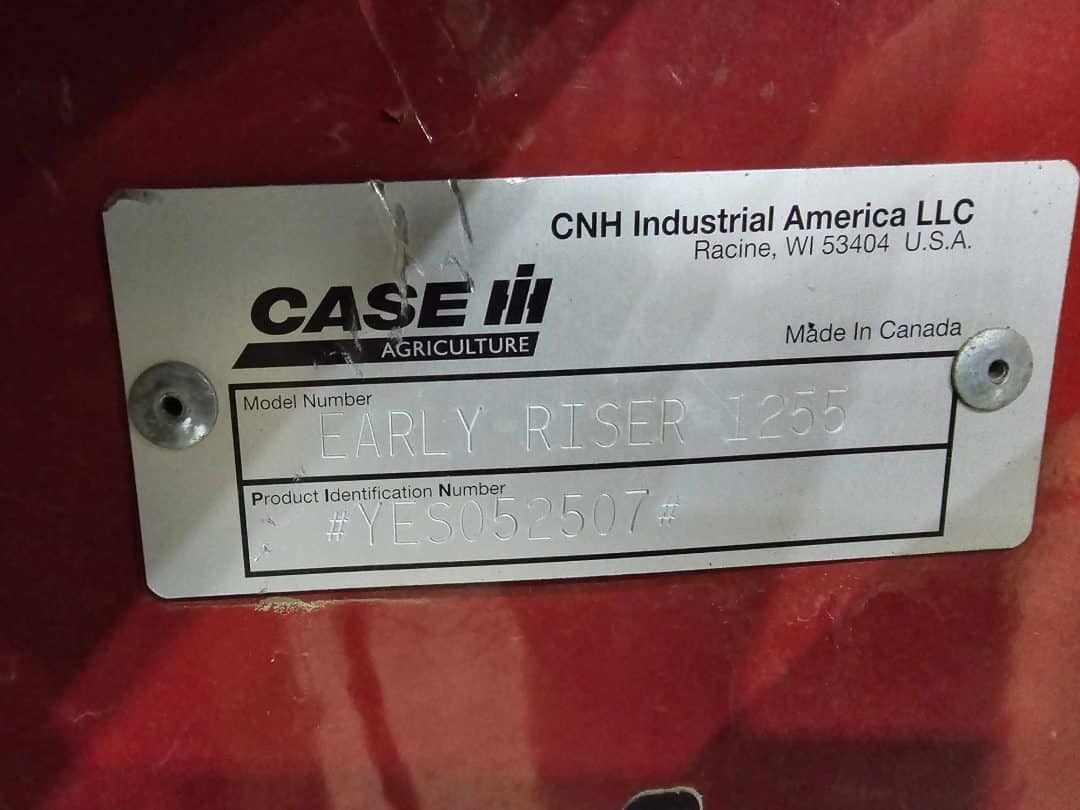 CNH Industrial America LLC
Racine, WI 53404 U.S.A.
CASE IH
AGRICULTURE
Made In Canada
Model Number
EARLY RISER 1255
Product Identification Number
#YES052507#